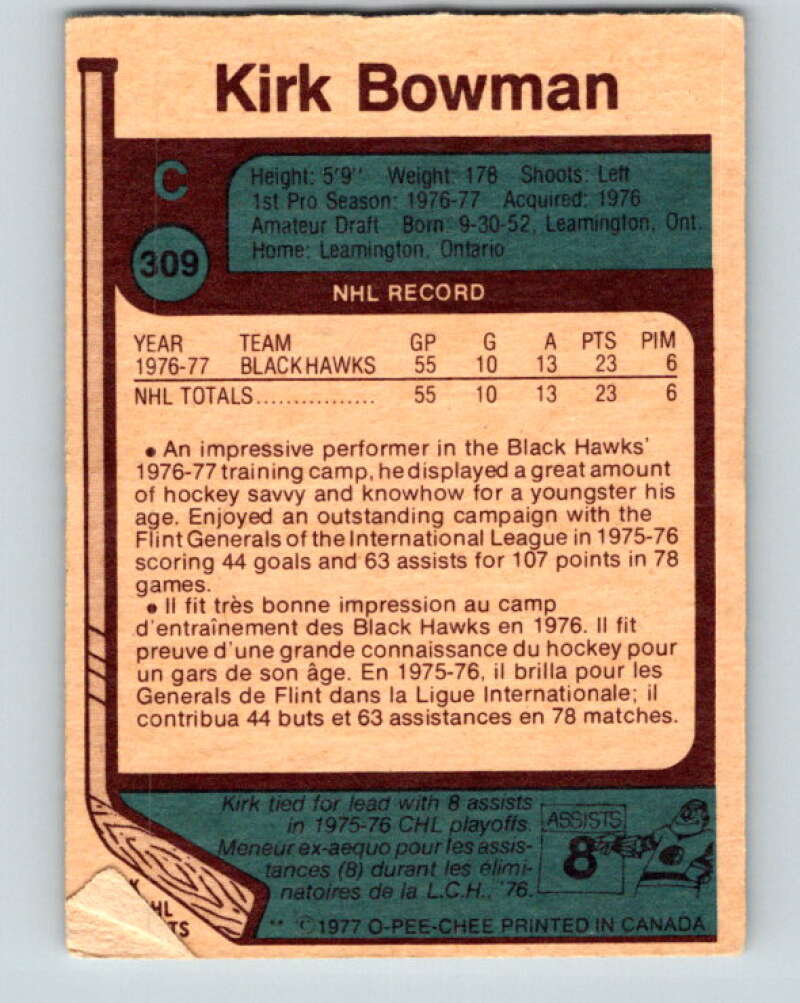 Kirk Bowman
C
309
Height: 5'9'' Weight: 178 Shoots: Left
1st Pro Season: 1976-77 Acquired: 1976
Amateur Draft Born: 9-30-52, Leamington, Ont.
Home: Leamington, Ontario
NHL RECORD
YEAR TEAM GP G A PTS PIM
1976-77 BLACK HAWKS 55 10 13 23 6
NHL TOTALS................ 55 10 13 23 6
• An impressive performer in the Black Hawks'
1976-77 training camp, he displayed a great amount
of hockey savvy and knowhow for a youngster his
age. Enjoyed an outstanding campaign with the
Flint Generals of the International League in 1975-76
scoring 44 goals and 63 assists for 107 points in 78
games.
• Il fit très bonne impression au camp
d'entraînement des Black Hawks en 1976. Il fit
preuve d'une grande connaissance du hockey pour
un gars de son âge. En 1975-76, il brilla pour les
Generals de Flint dans la Ligue Internationale; il
contribua 44 buts et 63 assistances en 78 matches.
Kirk tied for lead with 8 assists
in 1975-76 CHL playoffs.
Meneur ex-aequo pour les assis-
tances (8) durant les élimi-
natoires de la L.C.H., '76.
ASSISTS
8
HL
TS
** ©1977 O-PEE-CHEE PRINTED IN CANADA